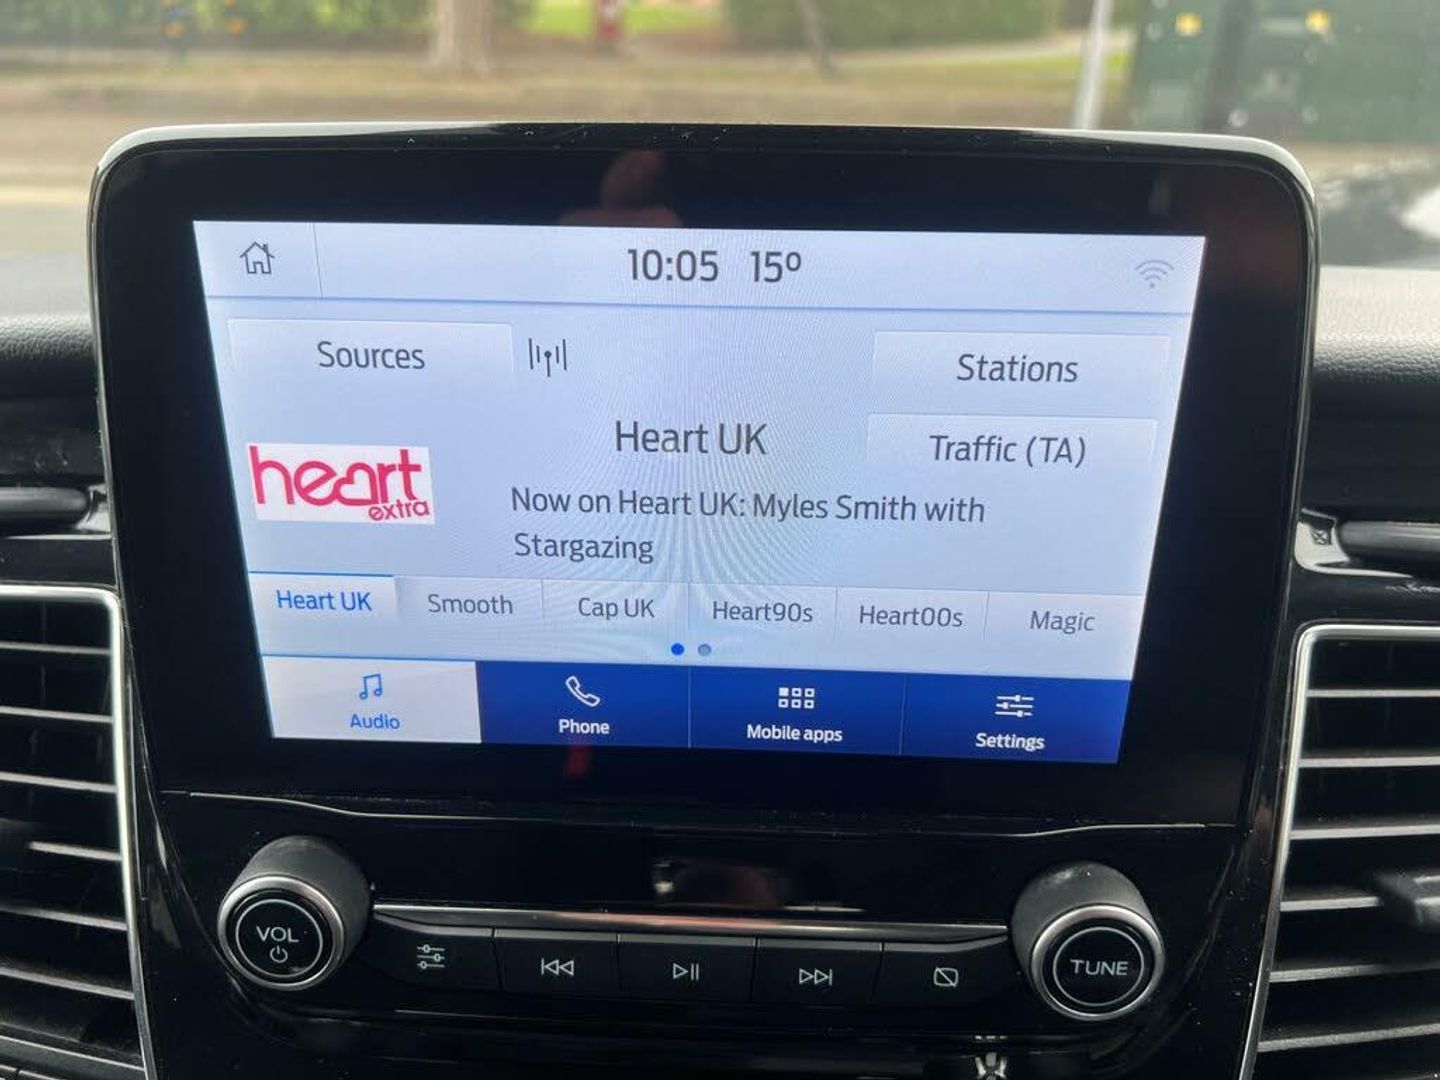 10:05 15º
Sources
Stations
Heart UK
Traffic (TA)
heart
extra
Now on Heart UK: Myles Smith with
Stargazing
Heart UK Smooth Cap UK Heart90s Heart00s Magic
Audio Phone Mobile apps Settings
VOL
TUNE